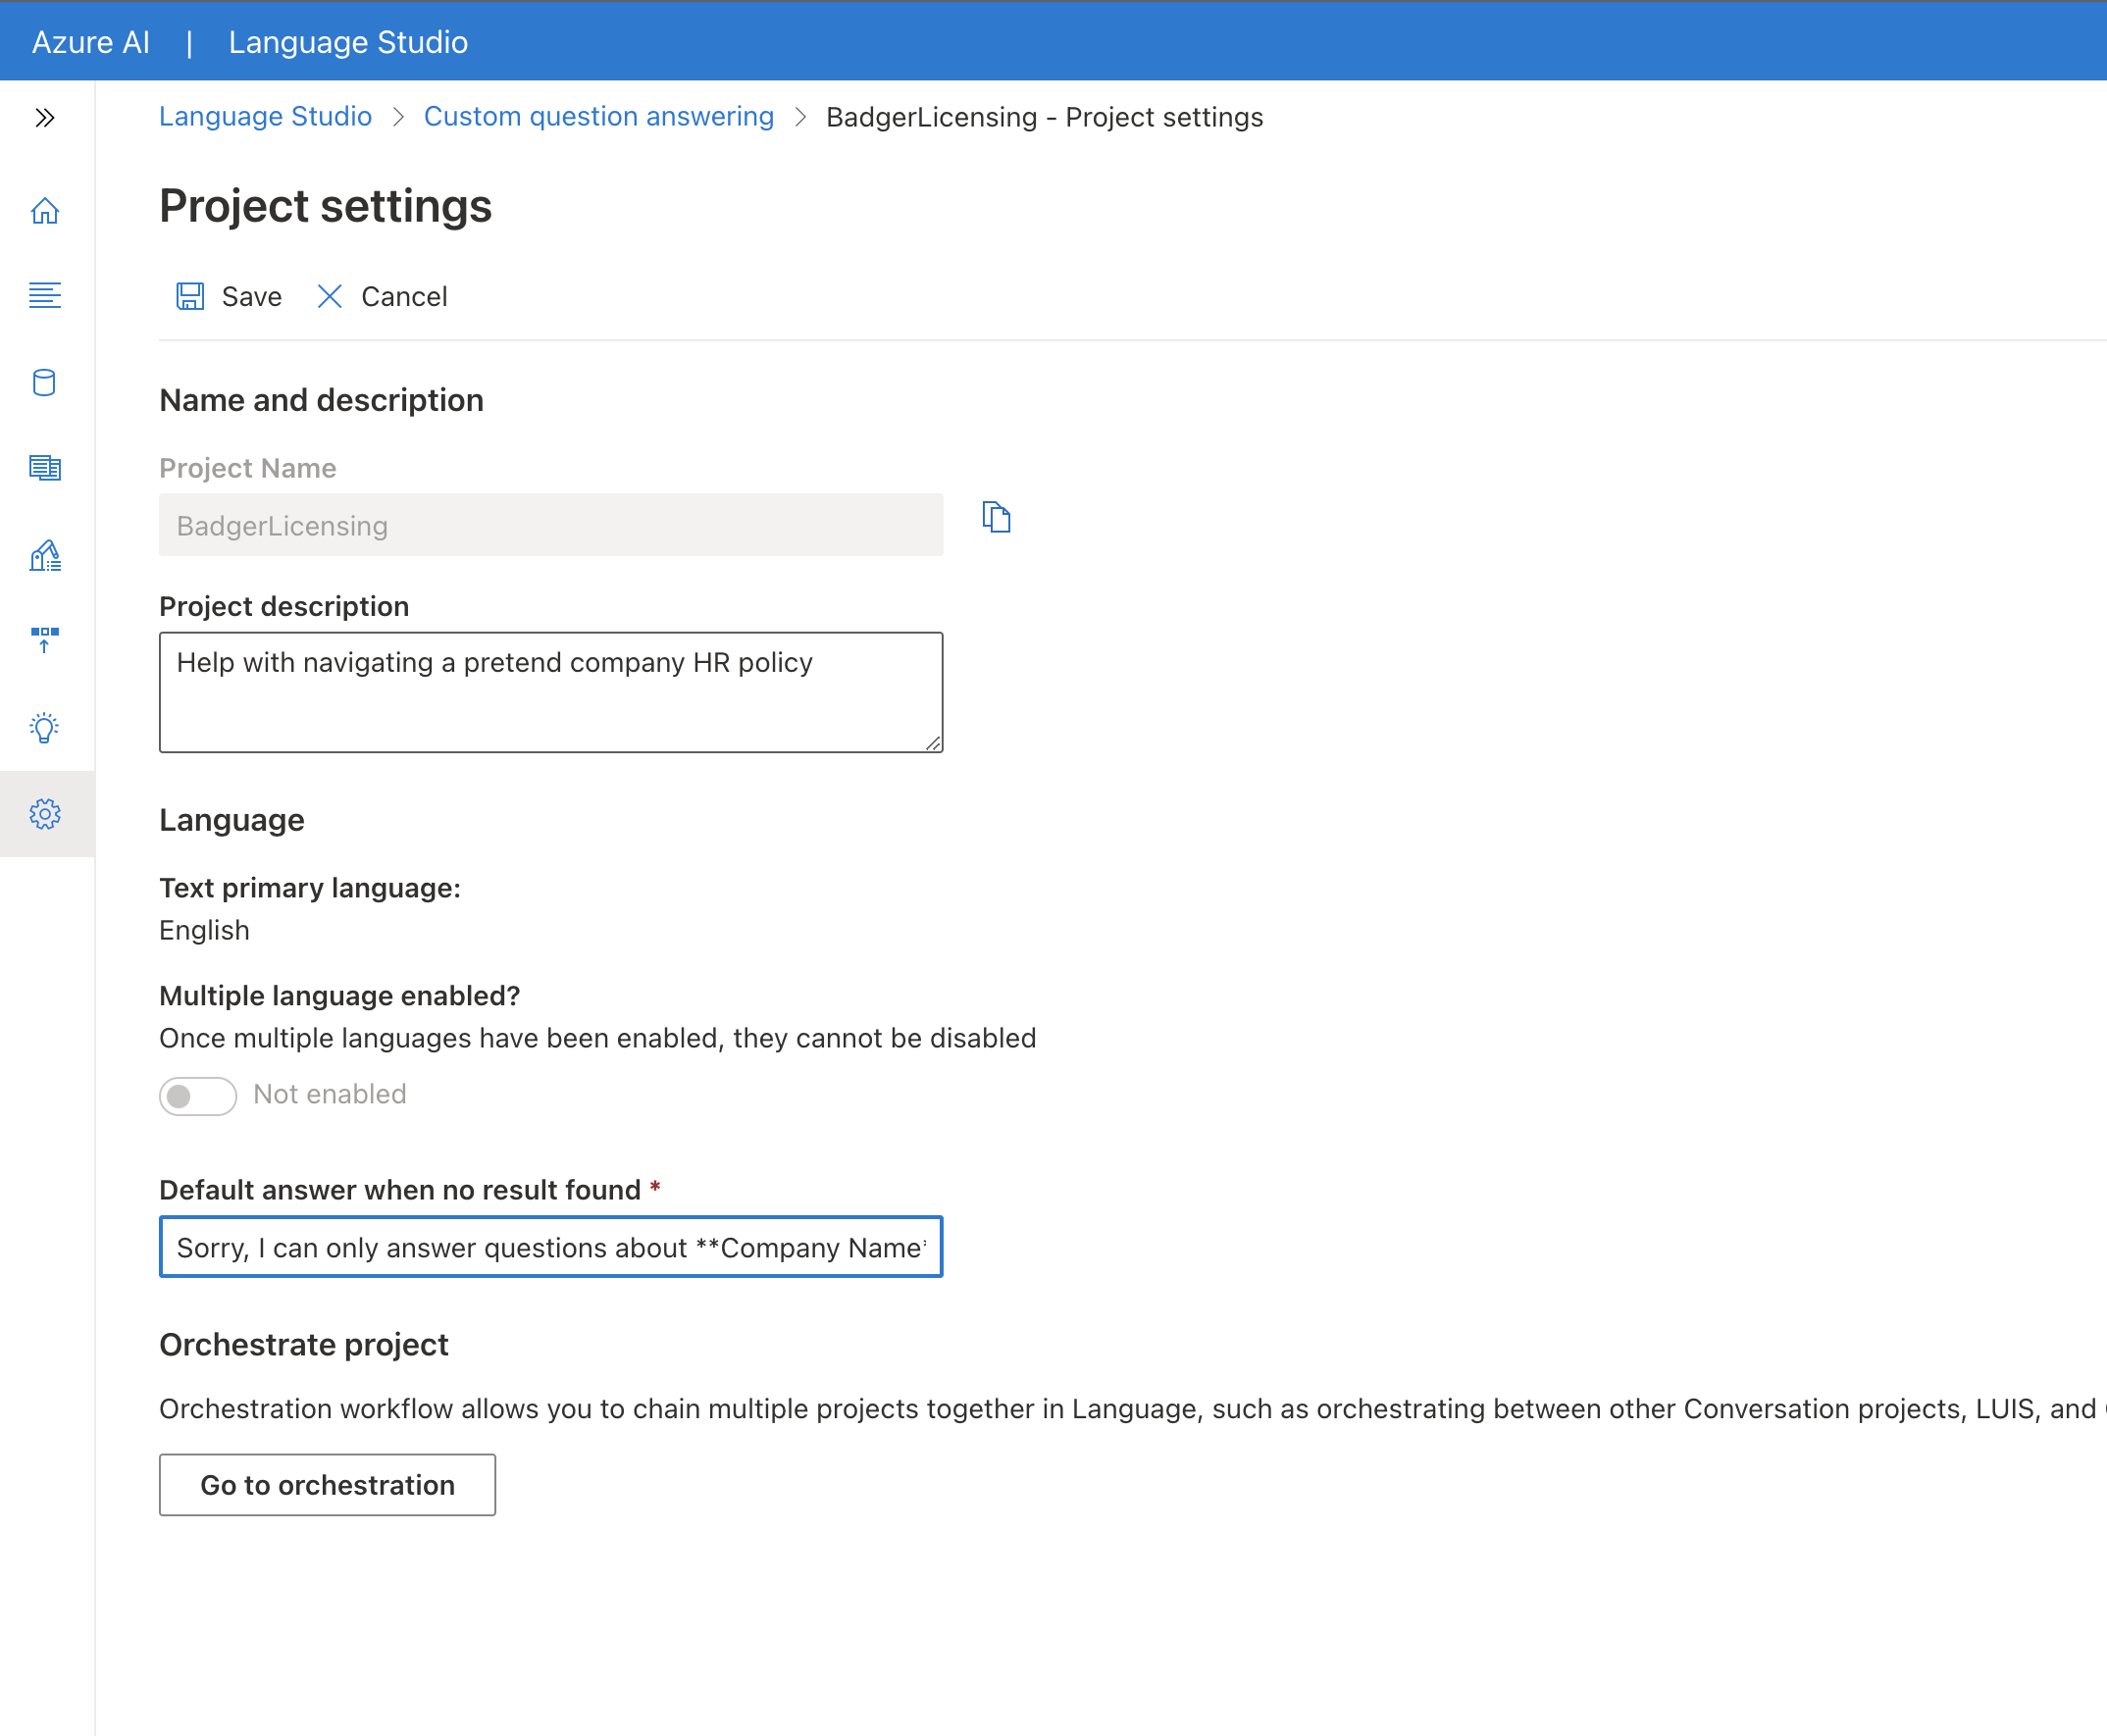 Azure AI | Language Studio
Language Studio > Custom question answering > BadgerLicensing - Project settings
Project settings
Save Cancel
Name and description
Project Name
BadgerLicensing
Project description
Help with navigating a pretend company HR policy
Language
Text primary language:
English
Multiple language enabled?
Once multiple languages have been enabled, they cannot be disabled
Not enabled
Default answer when no result found *
Sorry, I can only answer questions about **Company Name*
Orchestrate project
Orchestration workflow allows you to chain multiple projects together in Language, such as orchestrating between other Conversation projects, LUIS, and
Go to orchestration